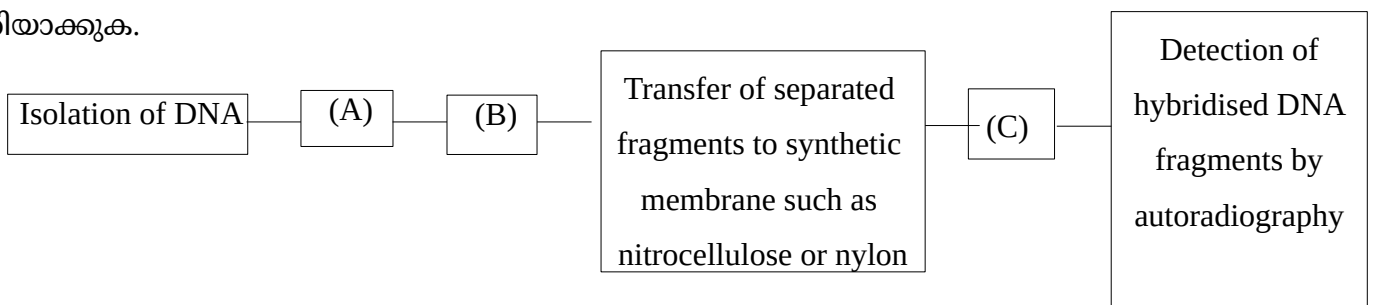 Isolation of DNA
(A)
(B)
Transfer of separated
fragments to synthetic
membrane such as
nitrocellulose or nylon
(C)
Detection of
hybridised DNA
fragments by
autoradiography